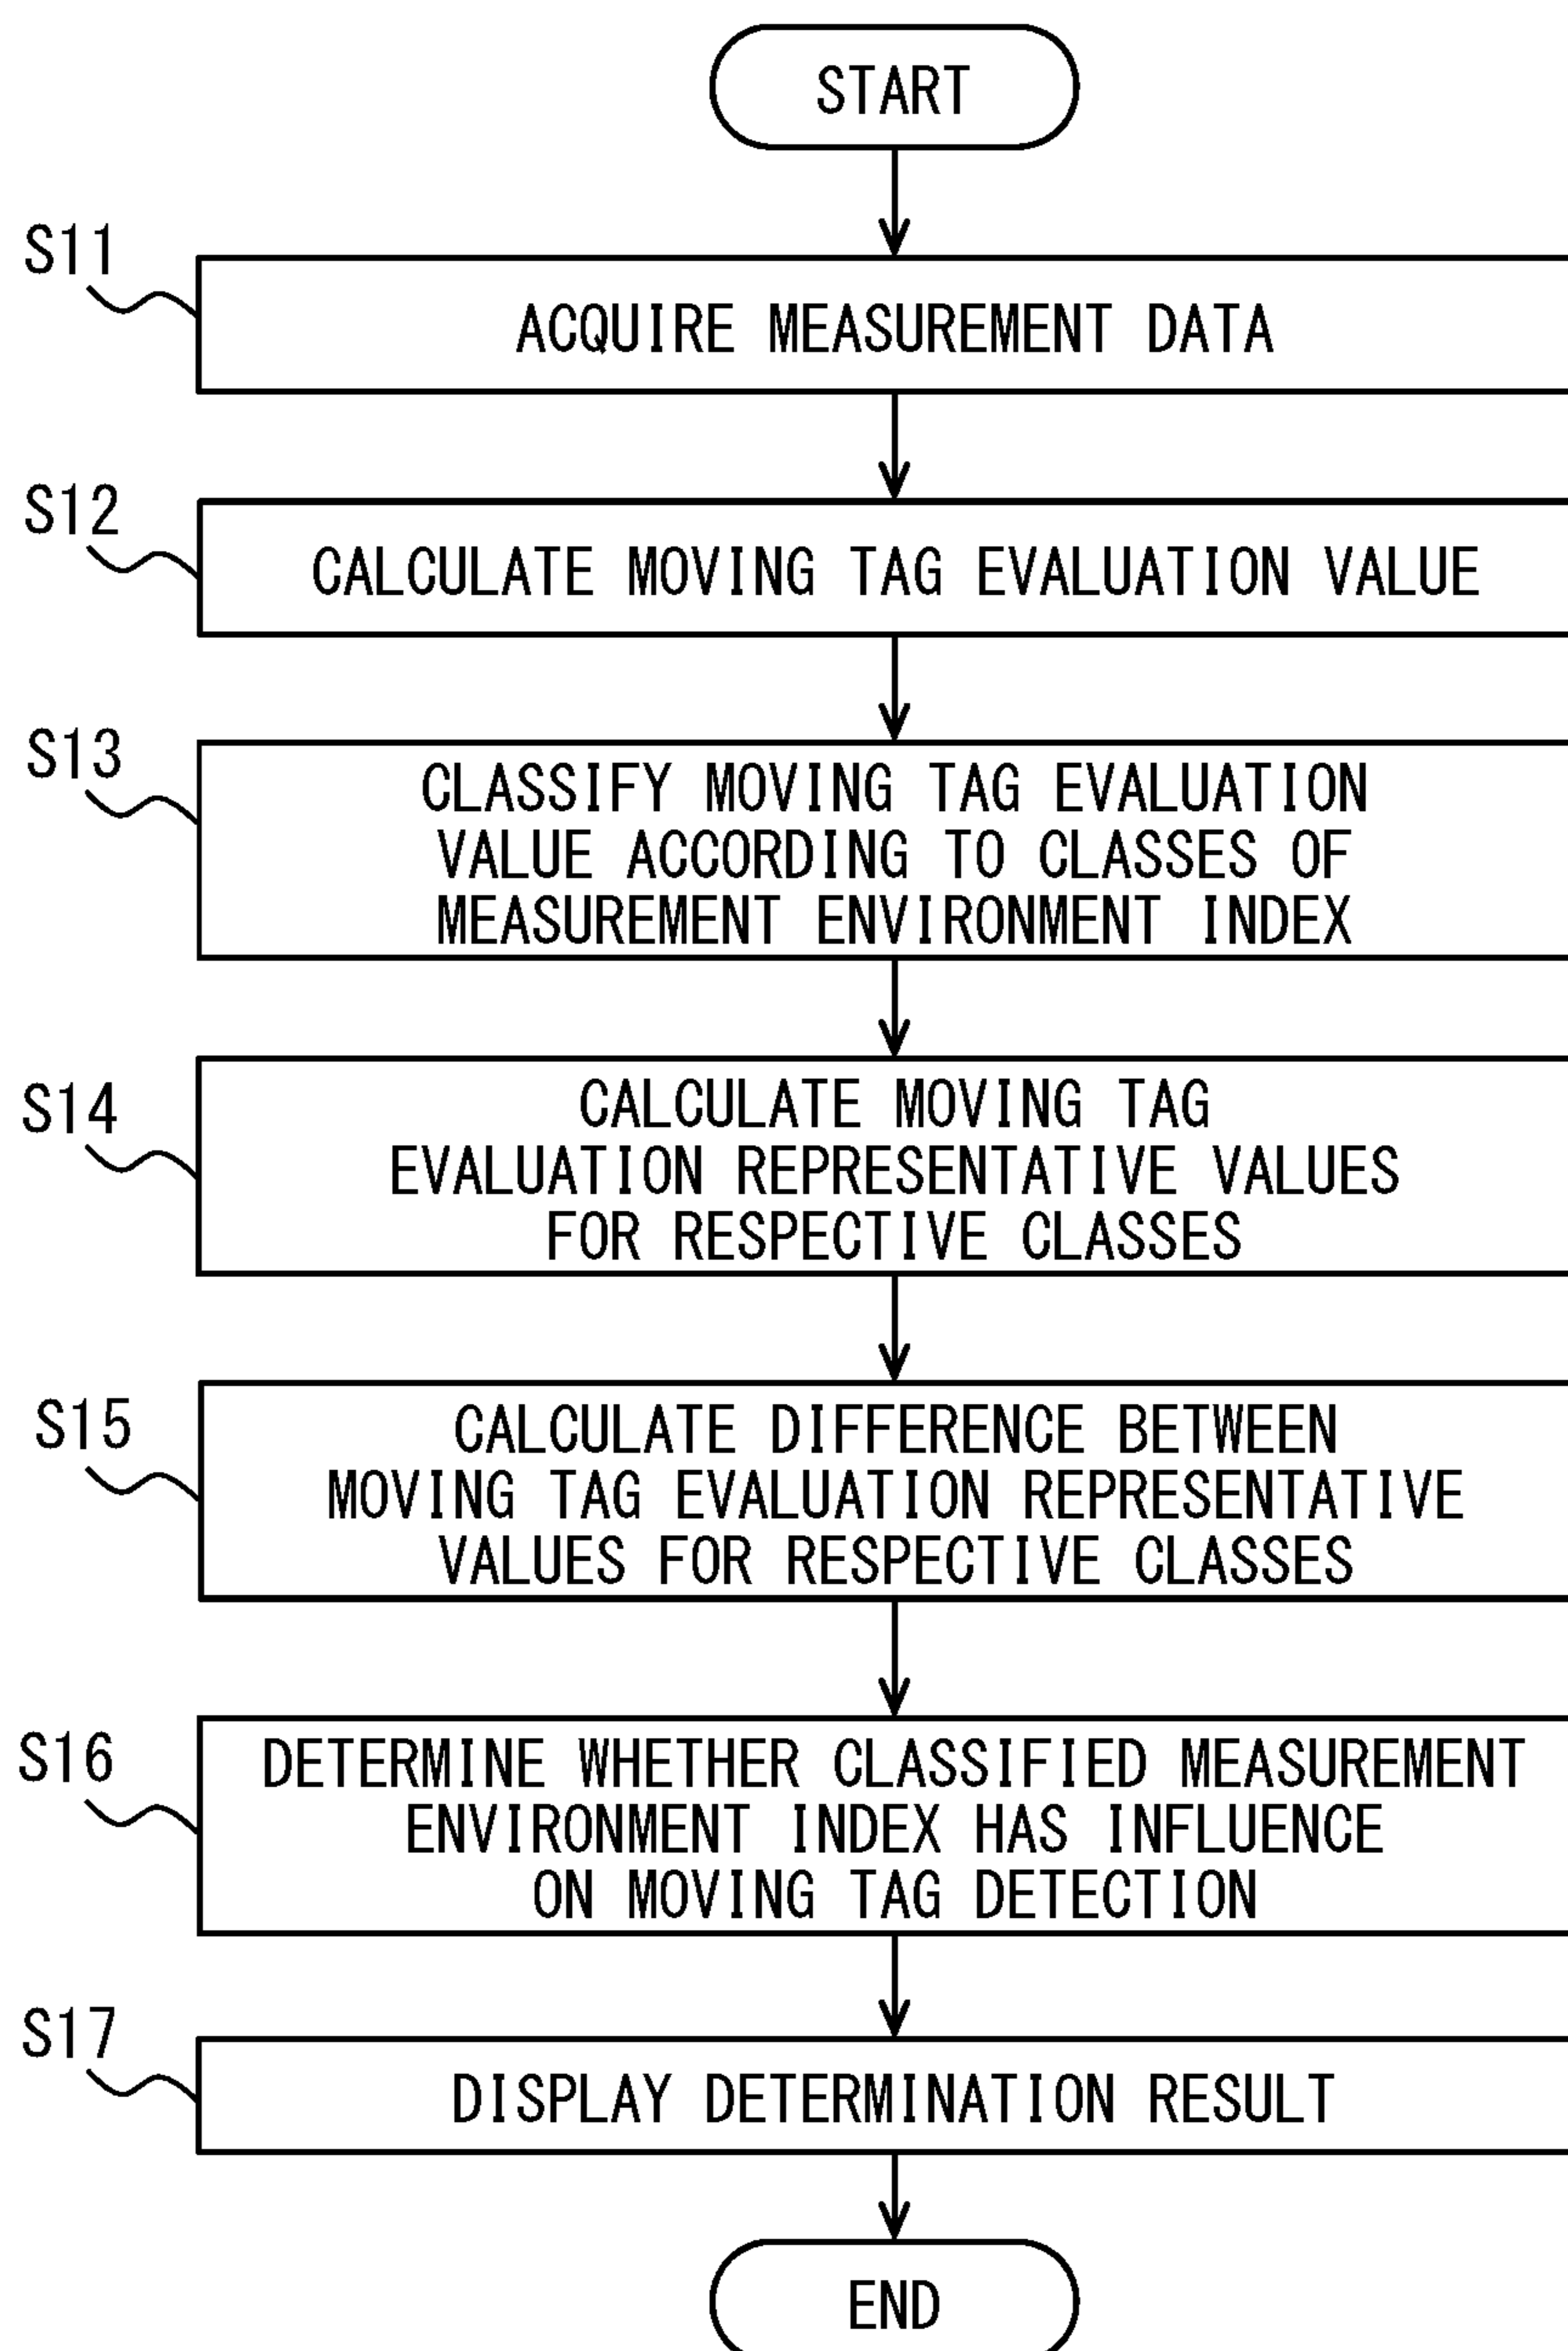 START
S11
ACQUIRE MEASUREMENT DATA
S12
CALCULATE MOVING TAG EVALUATION VALUE
S13
CLASSIFY MOVING TAG EVALUATION
VALUE ACCORDING TO CLASSES OF
MEASUREMENT ENVIRONMENT INDEX
S14
CALCULATE MOVING TAG
EVALUATION REPRESENTATIVE VALUES
FOR RESPECTIVE CLASSES
S15
CALCULATE DIFFERENCE BETWEEN
MOVING TAG EVALUATION REPRESENTATIVE
VALUES FOR RESPECTIVE CLASSES
S16
DETERMINE WHETHER CLASSIFIED MEASUREMENT
ENVIRONMENT INDEX HAS INFLUENCE
ON MOVING TAG DETECTION
S17
DISPLAY DETERMINATION RESULT
END